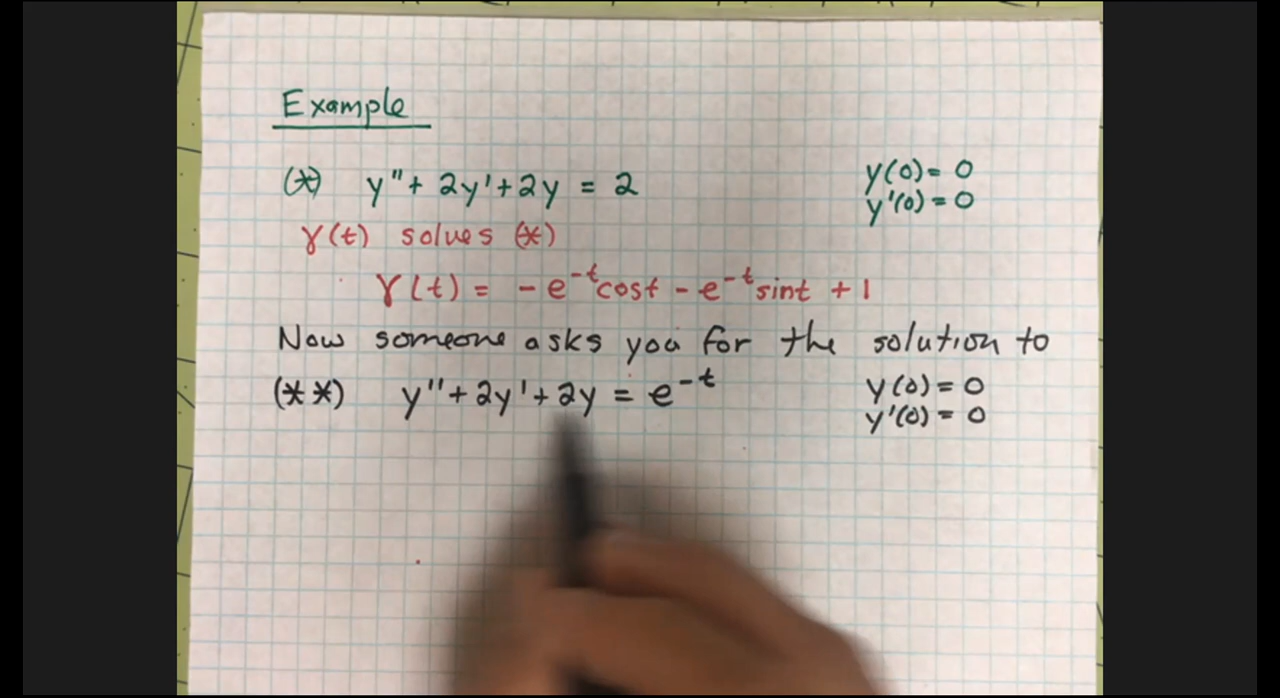 Example
(*) y"+ 2y'+2y = 2 y(0)= 0
y'(0)= 0
γ(t) solves (*)
γ(t) = -e^-t cost - e^-t sint + 1
Now someone asks you for the solution to
(**) y"+2y'+2y = e^-t y(0)= 0
y'(0)= 0